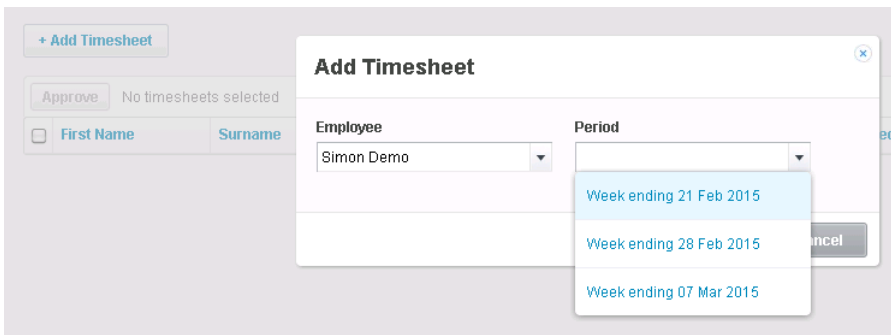 + Add Timesheet
Add Timesheet
Approve No timesheets selected
First Name Surname
Employee Period
Simon Demo
Week ending 21 Feb 2015
Week ending 28 Feb 2015
Week ending 07 Mar 2015